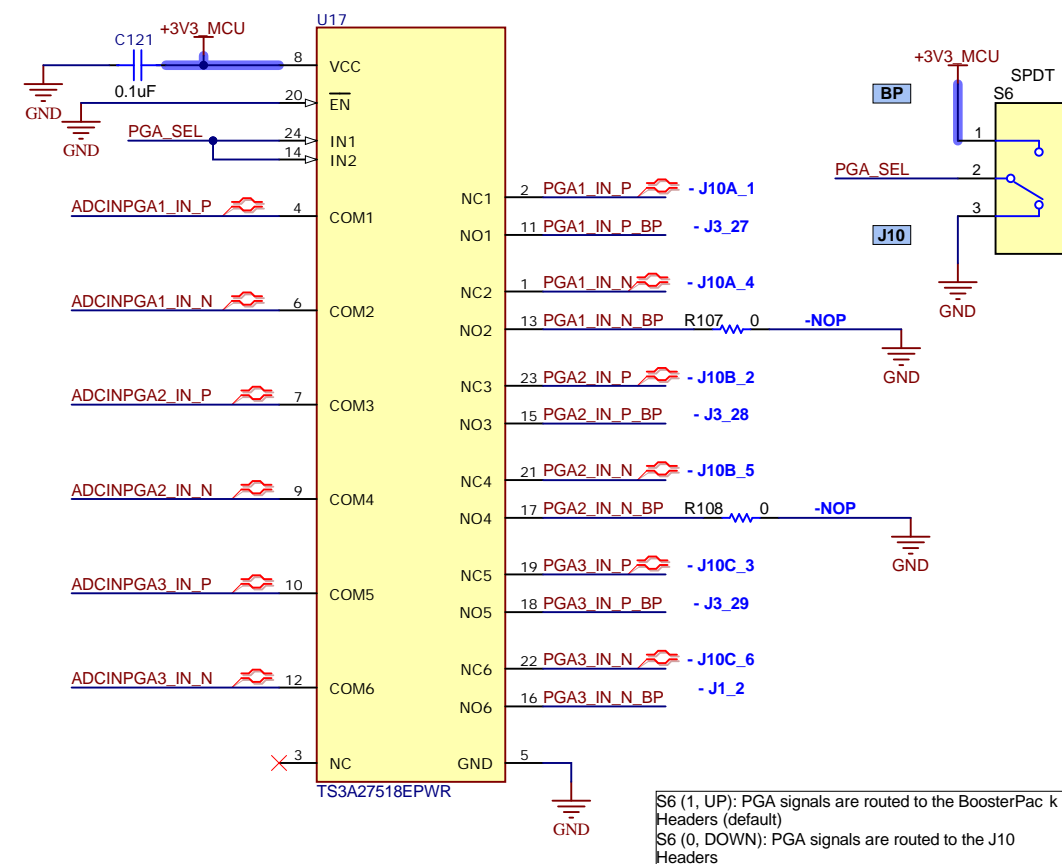 U17
+3V3_MCU
C121
0.1uF
GND
GND
8 VCC
20 EN
PGA_SEL 24 IN1
14 IN2
ADCINPGA1_IN_P 4 COM1
ADCINPGA1_IN_N 6 COM2
ADCINPGA2_IN_P 7 COM3
ADCINPGA2_IN_N 9 COM4
ADCINPGA3_IN_P 10 COM5
ADCINPGA3_IN_N 12 COM6
3 NC
NC1 2 PGA1_IN_P - J10A_1
NO1 11 PGA1_IN_P_BP - J3_27
NC2 1 PGA1_IN_N - J10A_4
NO2 13 PGA1_IN_N_BP R107 0 -NOP
GND
NC3 23 PGA2_IN_P - J10B_2
NO3 15 PGA2_IN_P_BP - J3_28
NC4 21 PGA2_IN_N - J10B_5
NO4 17 PGA2_IN_N_BP R108 0 -NOP
GND
NC5 19 PGA3_IN_P - J10C_3
NO5 18 PGA3_IN_P_BP - J3_29
NC6 22 PGA3_IN_N - J10C_6
- J1_2
NO6 16 PGA3_IN_N_BP
GND 5
GND
TS3A27518EPWR
+3V3_MCU
SPDT
S6
BP
1
PGA_SEL 2
3
J10
GND
S6 (1, UP): PGA signals are routed to the BoosterPac k
Headers (default)
S6 (0, DOWN): PGA signals are routed to the J10
Headers